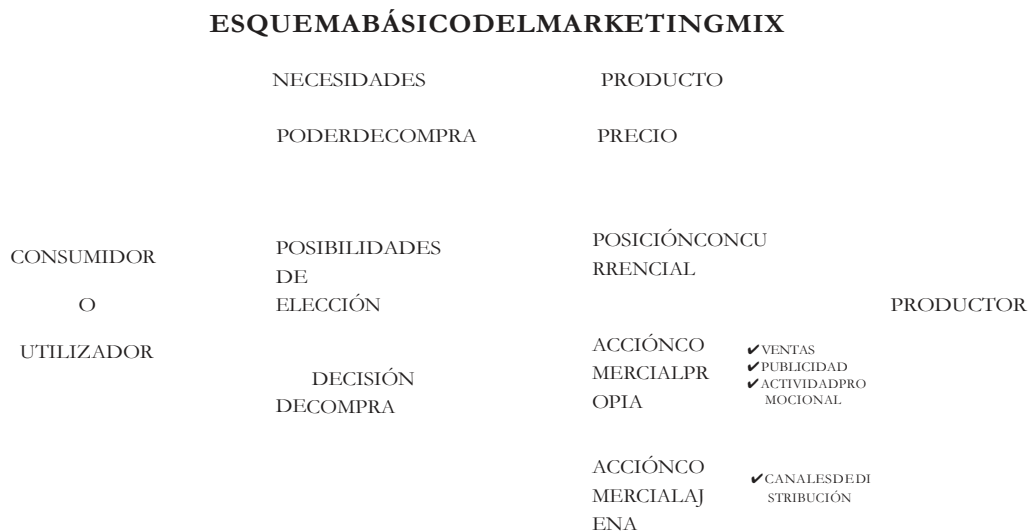 ESQUEMABÁSICODELMARKETINGMIX
NECESIDADES
PRODUCTO
PODERDECOMPRA
PRECIO
CONSUMIDOR
O
UTILIZADOR
POSIBILIDADES
DE
ELECCIÓN
POSICIÓNCONCU
RRENCIAL
PRODUCTOR
DECISIÓN
DECOMPRA
ACCIÓNCO
MERCIALPR
OPIA
✔VENTAS
✔PUBLICIDAD
✔ACTIVIDADPRO
MOCIONAL
ACCIÓNCO
MERCIALAJ
ENA
✔CANALESDEDI
STRIBUCIÓN